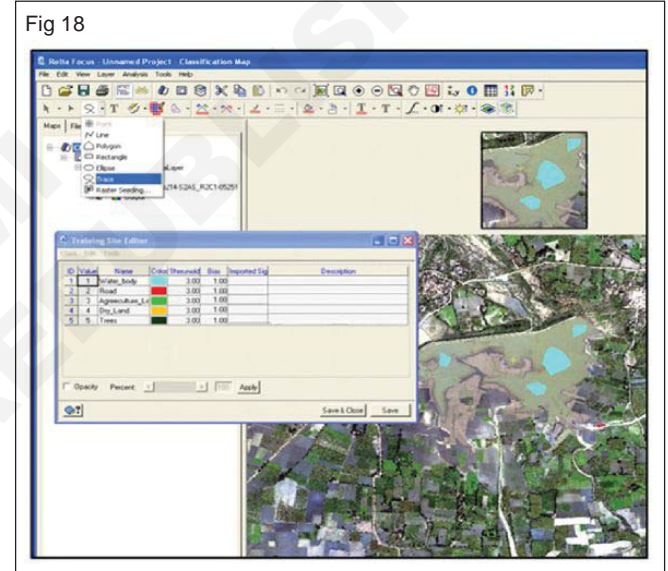 Fig 18
Rolta Focus - Unnamed Project - Classification Map
File Edit View Layer Analysis Tools Help
Maps
Point
Line
Polygon
Rectangle
Ellipse
Trace
Raster Seeding...
Training Site Editor
Class Edit Tools
ID Value Name Color Threshold Bias Imported Sig Description
1 1 Water_body 3.00 1.00
2 2 Road 3.00 1.00
3 3 3.00 1.00
4 4 Dry_Land 3.00 1.00
5 5 Trees 3.00 1.00
Opacity Percent: Apply
Save & Close Save